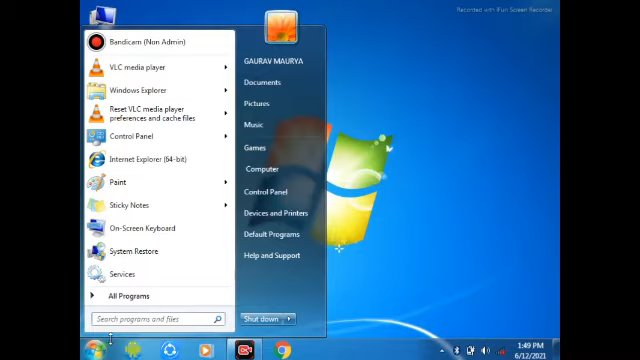 Recorded with iFun Screen Recorder
Bandicam (Non Admin)
VLC media player
Windows Explorer
Reset VLC media player
preferences and cache files
Control Panel
Internet Explorer (64-bit)
Paint
Sticky Notes
On-Screen Keyboard
System Restore
Services
All Programs
Search programs and files
GAURAV MAURYA
Documents
Pictures
Music
Games
Computer
Control Panel
Devices and Printers
Default Programs
Help and Support
Shut down
1:49 PM
6/12/2021